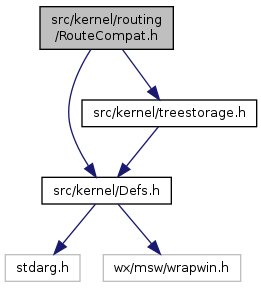 src/kernel/routing
/RouteCompat.h
src/kernel/treestorage.h
src/kernel/Defs.h
stdarg.h
wx/msw/wrapwin.h